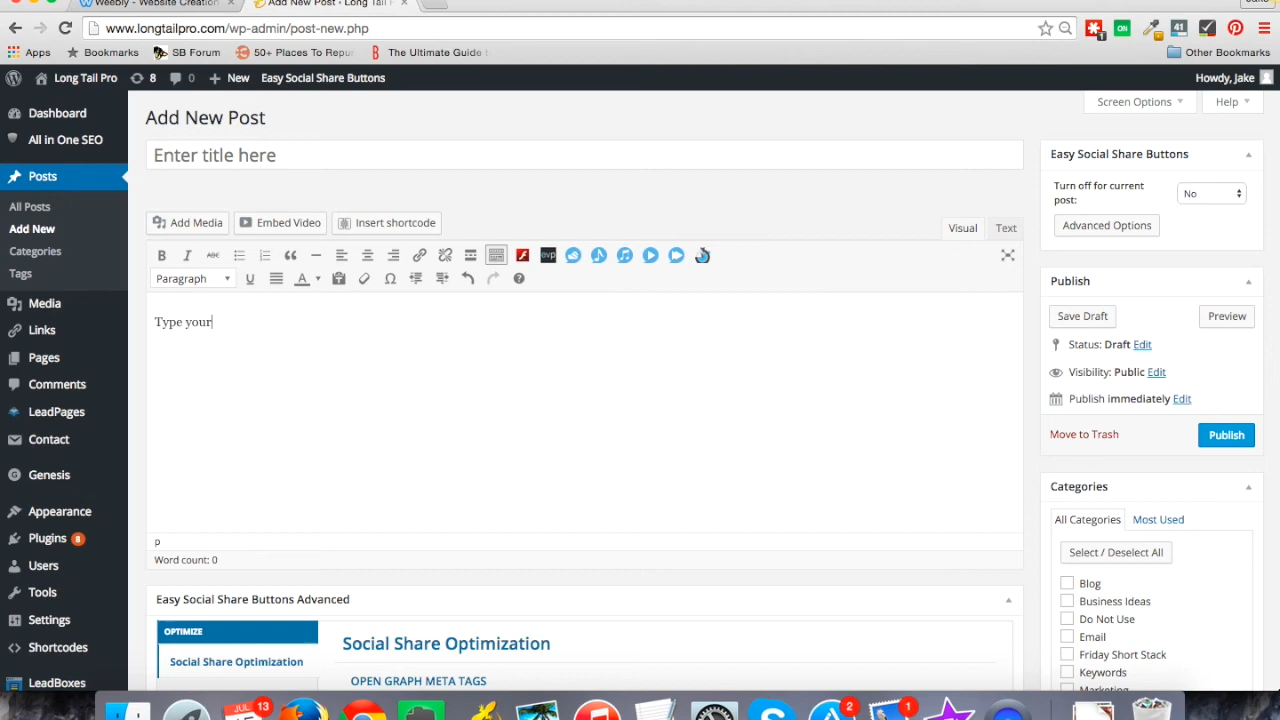 Weebly - Website Creation
Add New Post ‹ Long Tail P
www.longtailpro.com/wp-admin/post-new.php
Apps
Bookmarks
SB Forum
50+ Places To Repur
The Ultimate Guide t
Other Bookmarks
Long Tail Pro
8
0
New
Easy Social Share Buttons
Howdy, Jake
Dashboard
All in One SEO
Posts
All Posts
Add New
Categories
Tags
Media
Links
Pages
Comments
LeadPages
Contact
Genesis
Appearance
Plugins 8
Users
Tools
Settings
Shortcodes
LeadBoxes
Add New Post
Screen Options
Help
Enter title here
Add Media
Embed Video
Insert shortcode
Visual
Text
Paragraph
Type your
p
Word count: 0
Easy Social Share Buttons Advanced
OPTIMIZE
Social Share Optimization
Social Share Optimization
OPEN GRAPH META TAGS
Easy Social Share Buttons
Turn off for current
post:
No
Advanced Options
Publish
Save Draft
Preview
Status: Draft Edit
Visibility: Public Edit
Publish immediately Edit
Move to Trash
Publish
Categories
All Categories
Most Used
Select / Deselect All
Blog
Business Ideas
Do Not Use
Email
Friday Short Stack
Keywords
Marketing
JUL 13
2
1